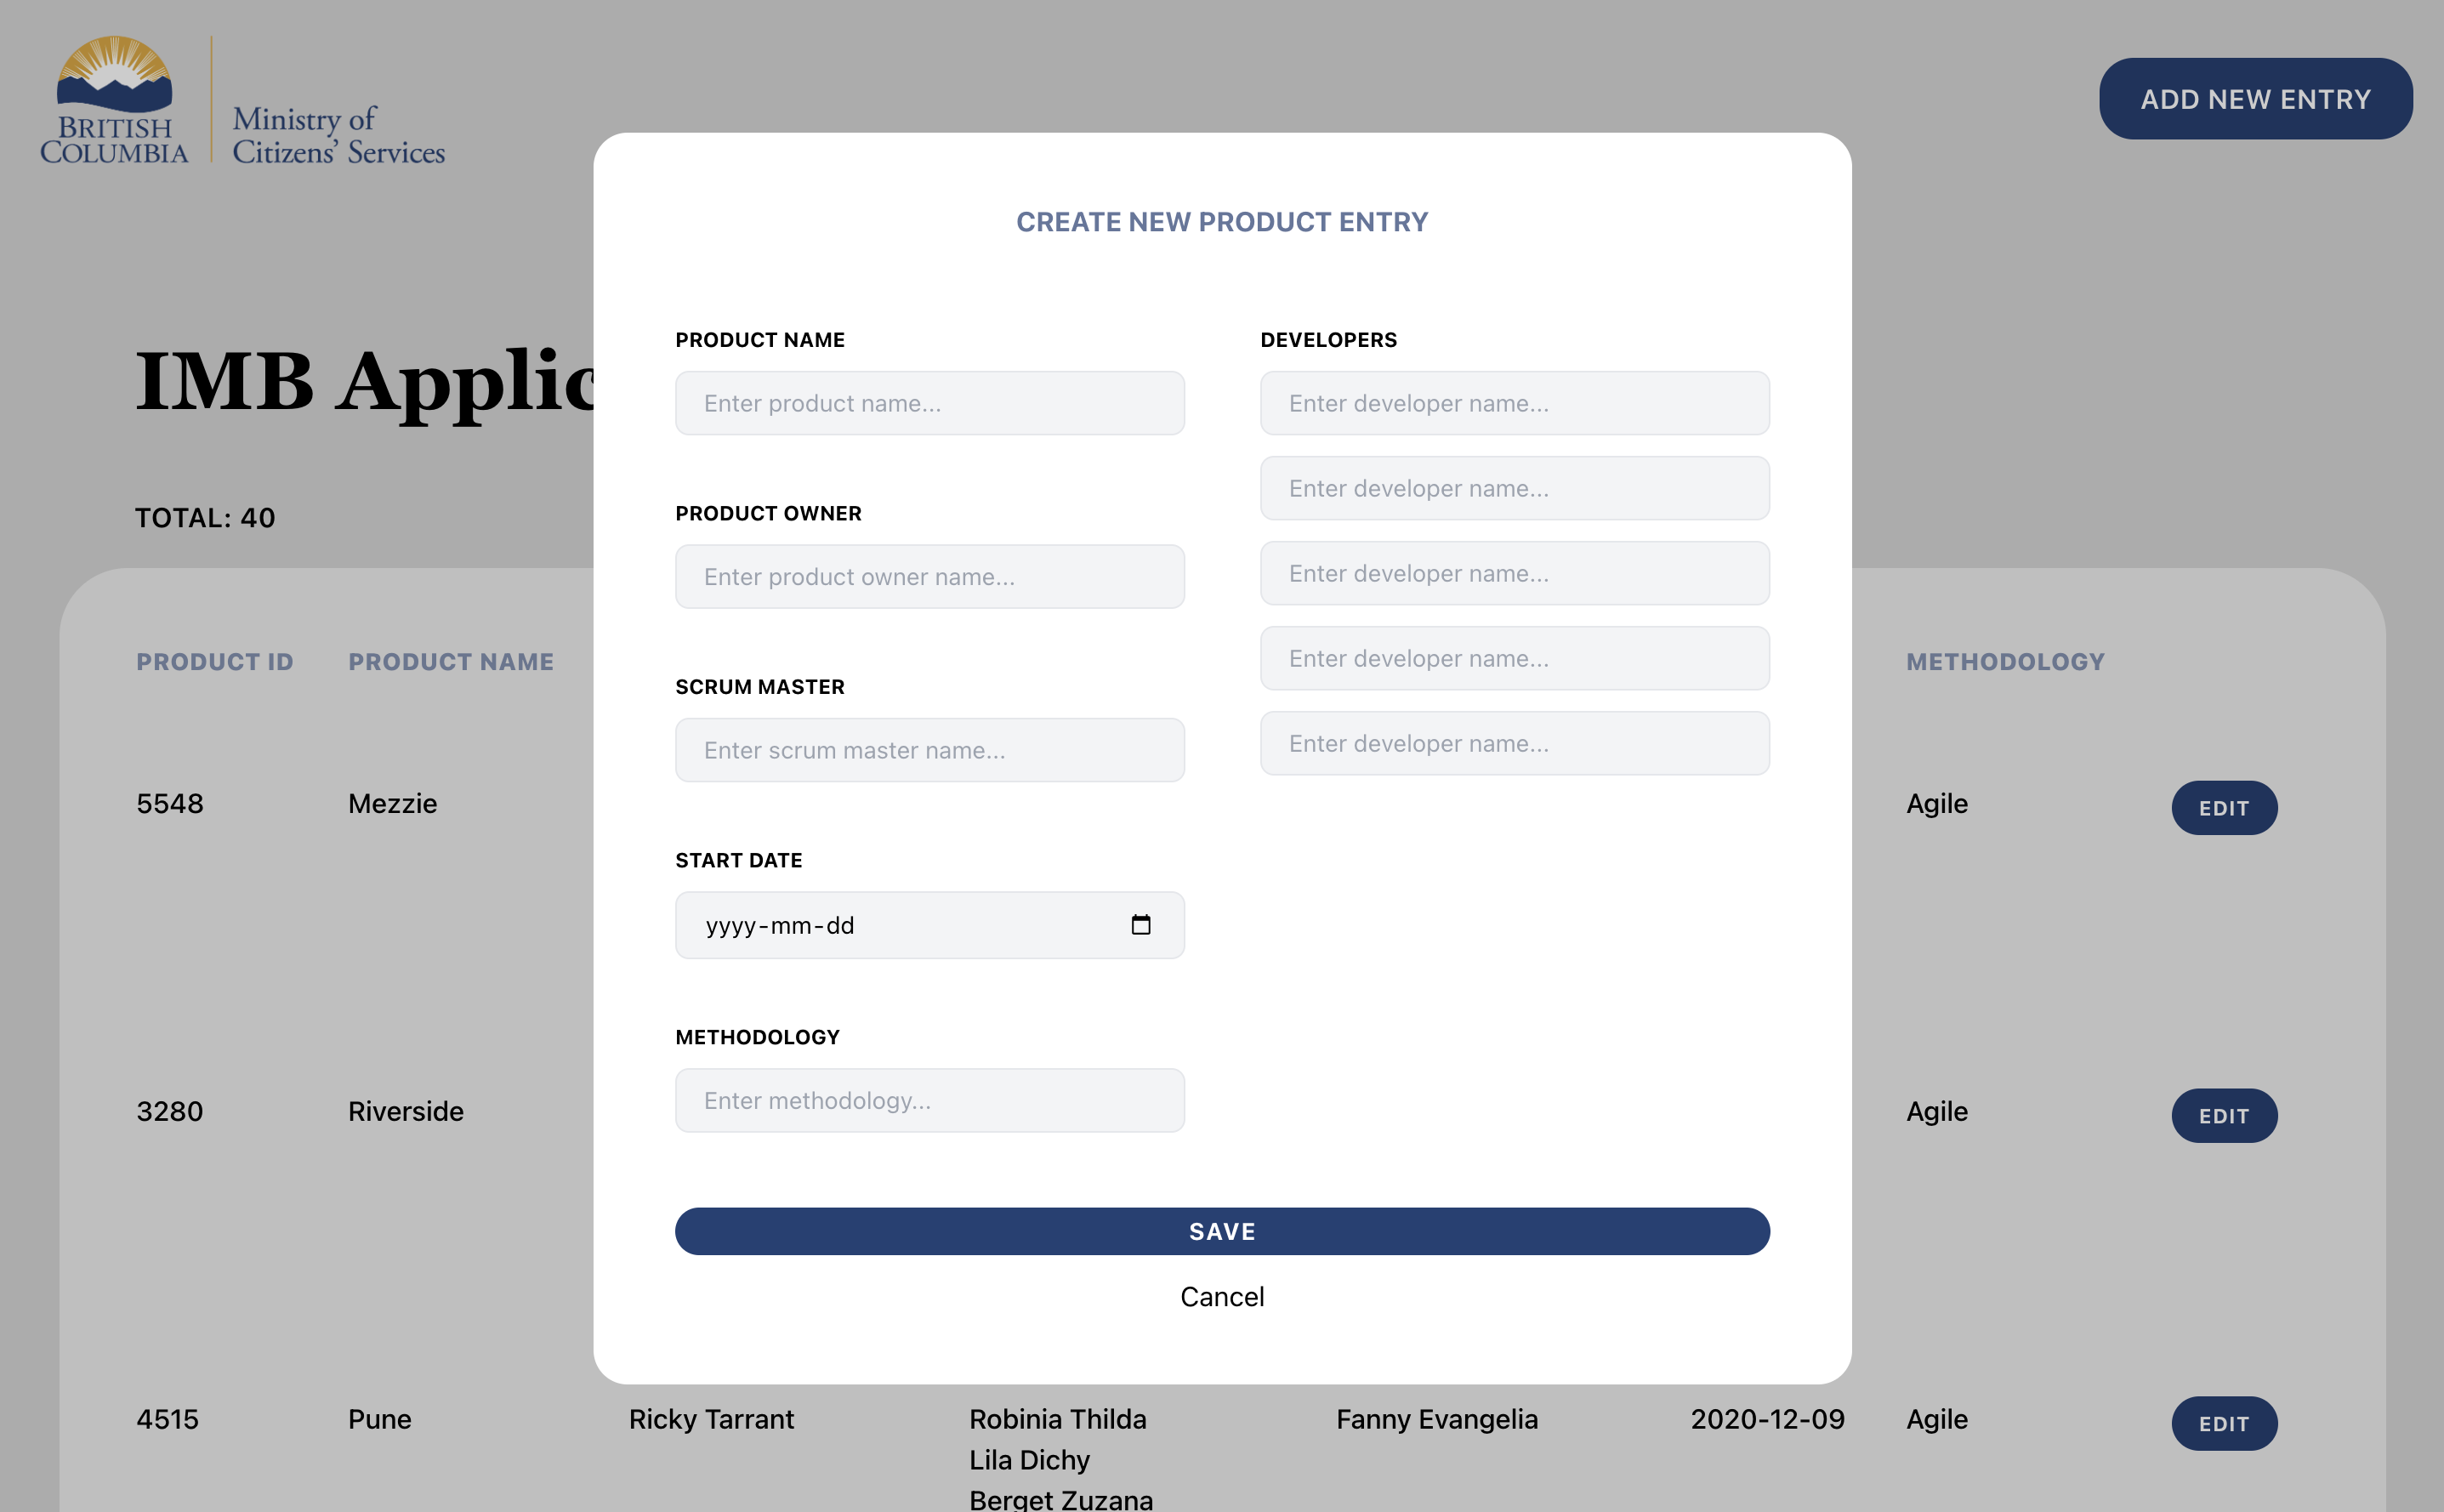 BRITISH
COLUMBIA
Ministry of
Citizens' Services
ADD NEW ENTRY
IMB Applic
TOTAL: 40
PRODUCT ID PRODUCT NAME METHODOLOGY
5548 Mezzie Agile EDIT
3280 Riverside Agile EDIT
4515 Pune Ricky Tarrant Robinia Thilda Fanny Evangelia 2020-12-09 Agile EDIT
Lila Dichy
Berget Zuzana
CREATE NEW PRODUCT ENTRY
PRODUCT NAME
Enter product name...
PRODUCT OWNER
Enter product owner name...
SCRUM MASTER
Enter scrum master name...
START DATE
yyyy-mm-dd
METHODOLOGY
Enter methodology...
DEVELOPERS
Enter developer name...
Enter developer name...
Enter developer name...
Enter developer name...
Enter developer name...
SAVE
Cancel